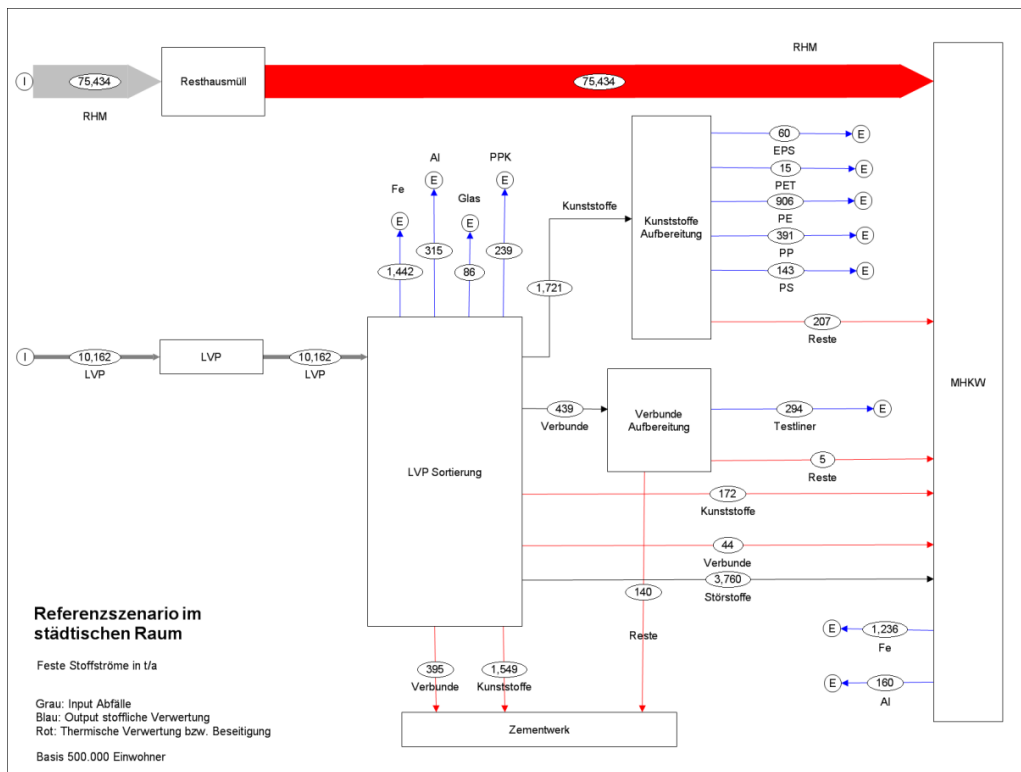 RHM
I
75,434
Resthausmüll
75,434
RHM
MHKW
Al
E
PPK
E
Fe
E
Glas
E
1,442
315
86
239
Kunststoffe
1,721
Kunststoffe
Aufbereitung
60
E
EPS
15
E
PET
906
E
PE
391
E
PP
143
E
PS
207
Reste
I
10,162
LVP
LVP
10,162
LVP
LVP Sortierung
439
Verbunde
Verbunde
Aufbereitung
294
E
Testliner
5
Reste
172
Kunststoffe
44
Verbunde
3,760
Störstoffe
140
Reste
E
1,236
Fe
E
160
Al
395
Verbunde
1,549
Kunststoffe
Zementwerk
Referenzszenario im
städtischen Raum
Feste Stoffströme in t/a
Grau: Input Abfälle
Blau: Output stoffliche Verwertung
Rot: Thermische Verwertung bzw. Beseitigung
Basis 500.000 Einwohner